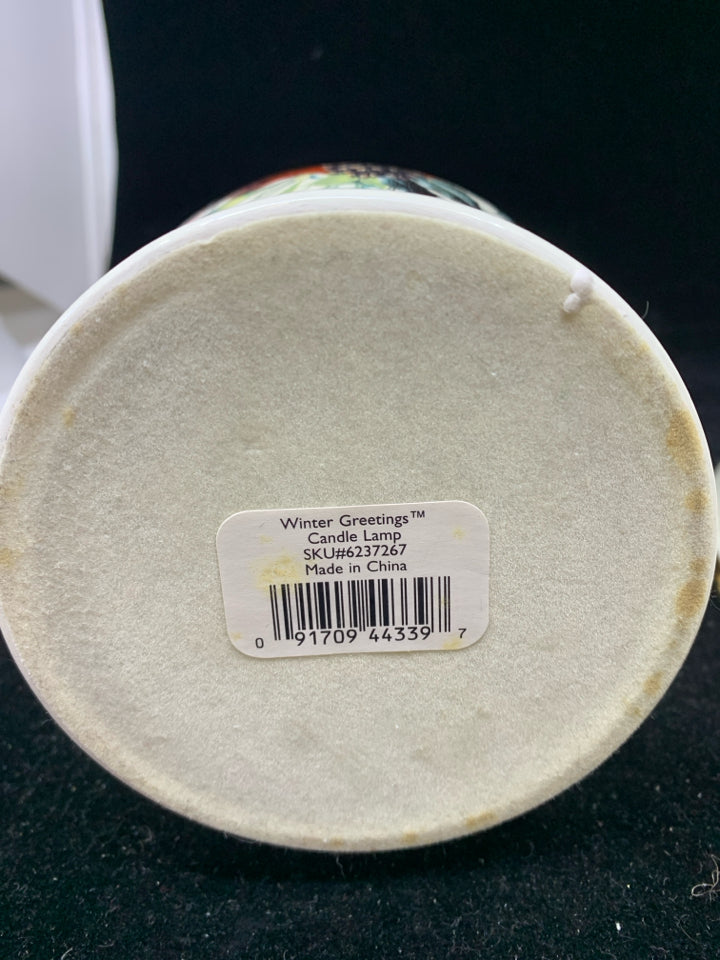 Winter Greetings™
Candle Lamp
SKU#6237267
Made in China
0 91709 44339 7